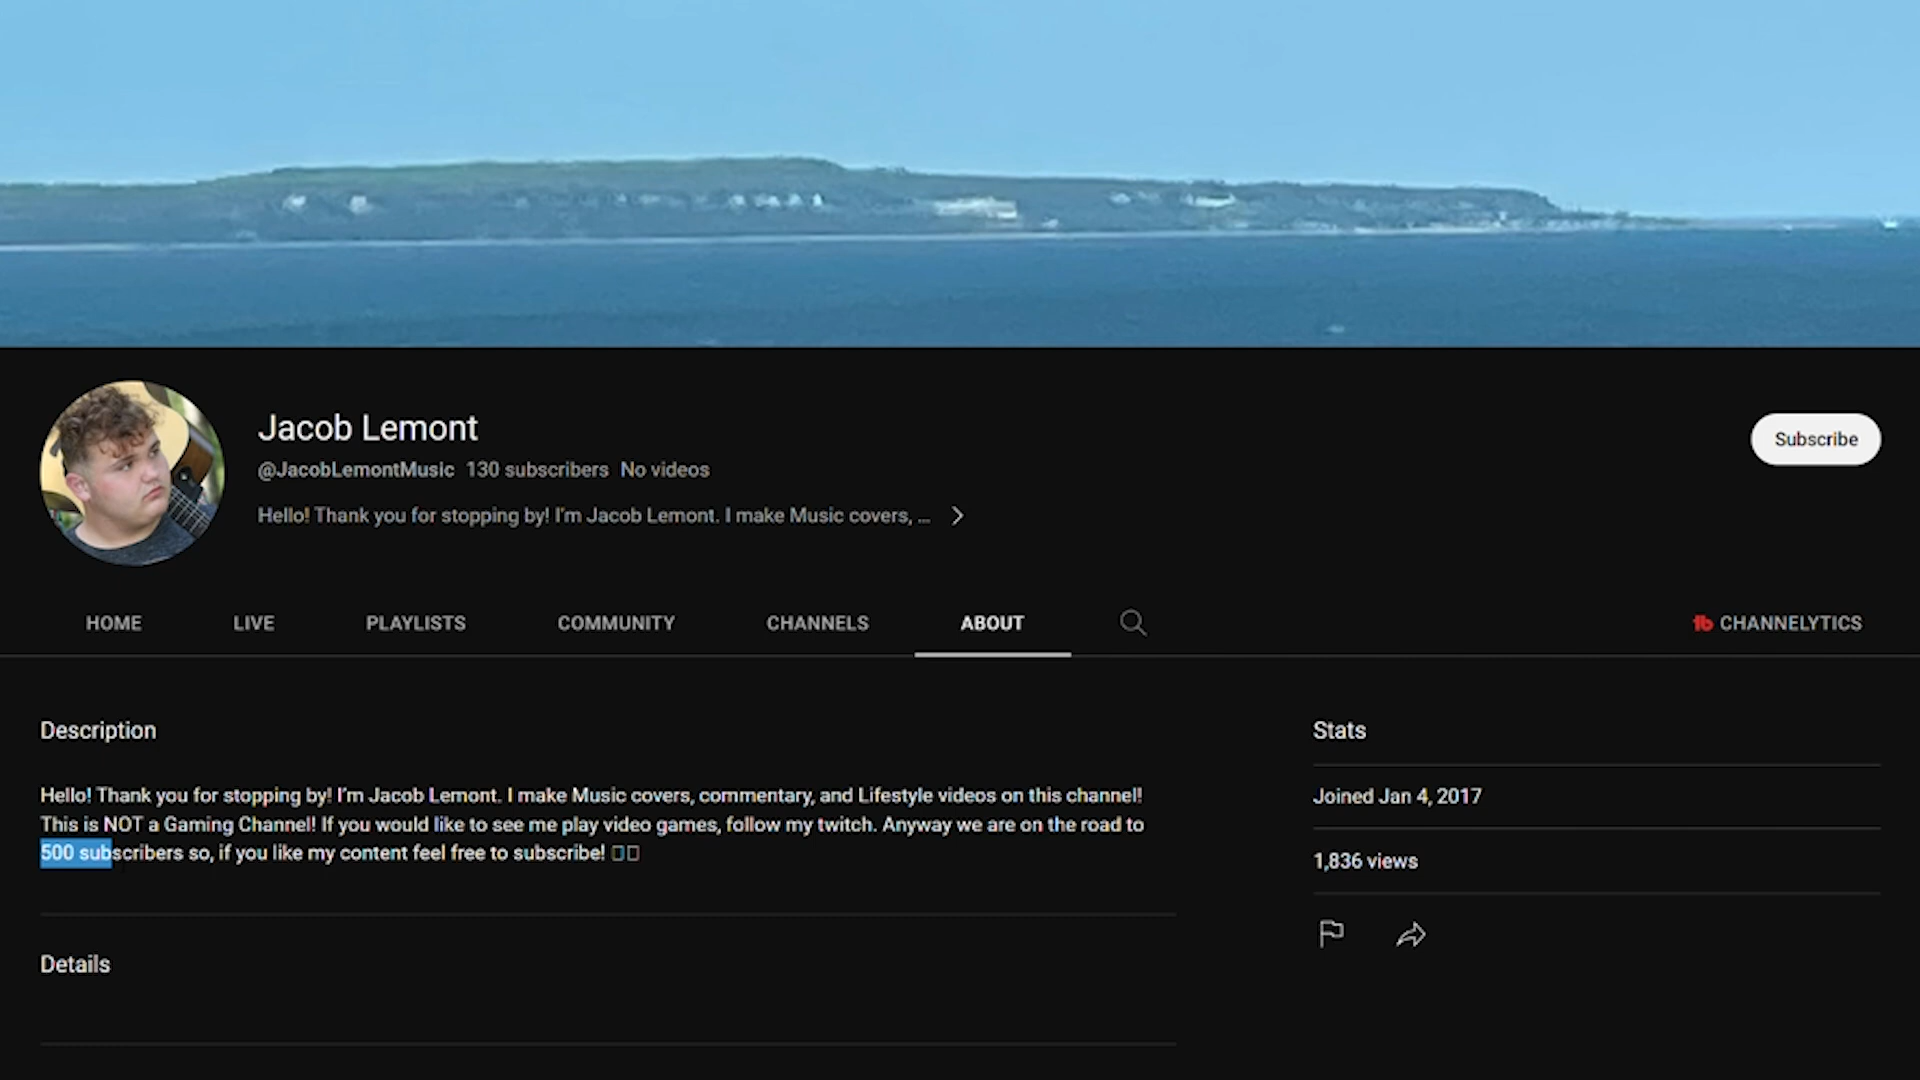 Jacob Lemont
Subscribe
@JacobLemontMusic 130 subscribers No videos
Hello! Thank you for stopping by! I'm Jacob Lemont. I make Music covers, ...
HOME LIVE PLAYLISTS COMMUNITY CHANNELS ABOUT CHANNELYTICS
Description
Hello! Thank you for stopping by! I'm Jacob Lemont. I make Music covers, commentary, and Lifestyle videos on this channel!
This is NOT a Gaming Channel! If you would like to see me play video games, follow my twitch. Anyway we are on the road to
500 subscribers so, if you like my content feel free to subscribe!
Stats
Joined Jan 4, 2017
1,836 views
Details